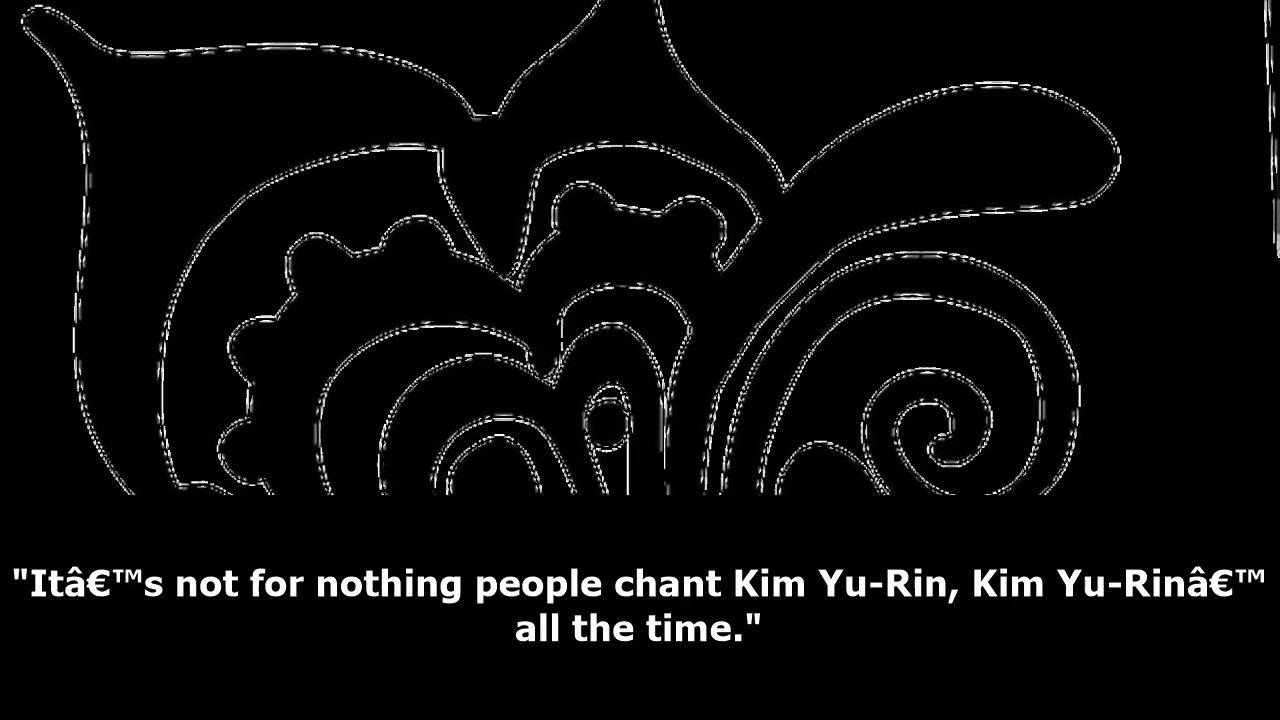 "Itâ€™s not for nothing people chant Kim Yu-Rin, Kim Yu-Rinâ€™
all the time."